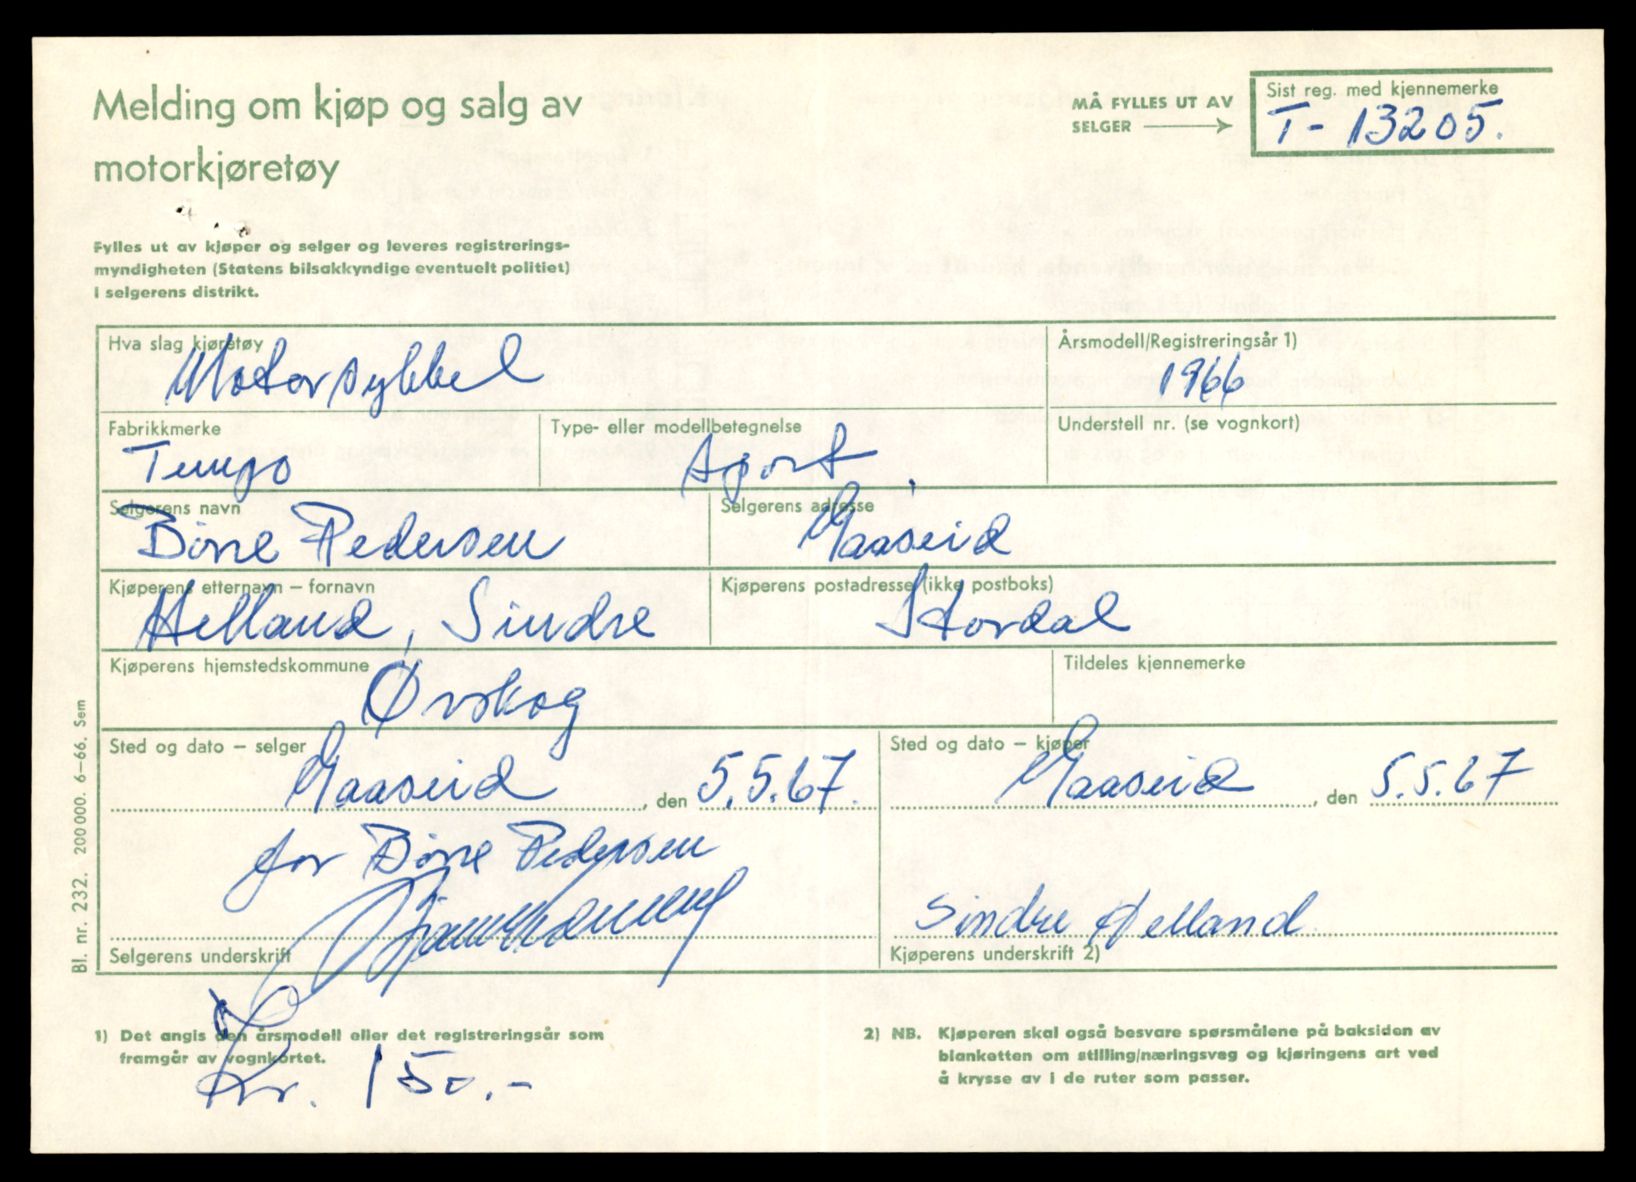 Melding om kjøp og salg av
motorkjøretøy
MÅ FYLLES UT AV
SELGER
Sist reg. med kjennemerke
T- 13205.
Fylles ut av kjøper og selger og leveres registrerings-
myndigheten (Statens bilsakkyndige eventuelt politiet)
i selgerens distrikt.
Hva slag kjøretøy
Motorsykkel
Årsmodell/Registreringsår 1)
1966
Fabrikkmerke
Tempo
Type- eller modellbetegnelse
Sport
Understell nr. (se vognkort)
Selgerens navn
Børre Pedersen
Selgerens adresse
Maaseid
Kjøperens etternavn – fornavn
Helland, Sindre
Kjøperens postadresse (ikke postboks)
Stordal
Kjøperens hjemstedskommune
Ørskog
Tildeles kjennemerke
Sted og dato – selger
Maaseid, den 5.5.67.
Sted og dato – kjøper
Maaseid, den 5.5.67
for Børre Pedersen
Selgerens underskrift
Sindre Helland
Kjøperens underskrift 2)
Bl. nr. 232. 200 000. 6–66. Sem
1) Det angis den årsmodell eller det registreringsår som
framgår av vognkortet.
Kr. 150.-
2) NB. Kjøperen skal også besvare spørsmålene på baksiden av
blanketten om stilling/næringsveg og kjøringens art ved
å krysse av i de ruter som passer.